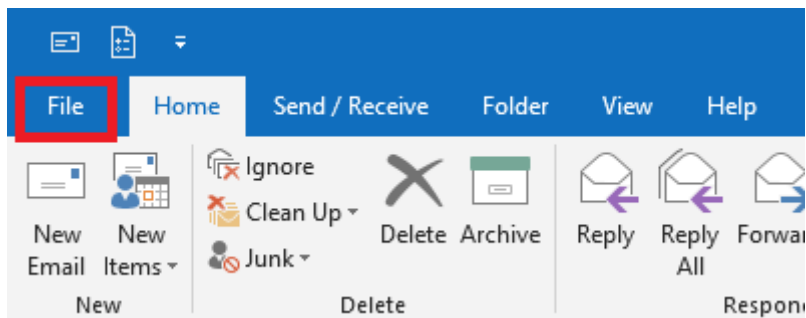 File Home Send / Receive Folder View Help
Ignore
Clean Up
Junk
New Email
New Items
Delete
Archive
Reply
Reply All
New
Delete